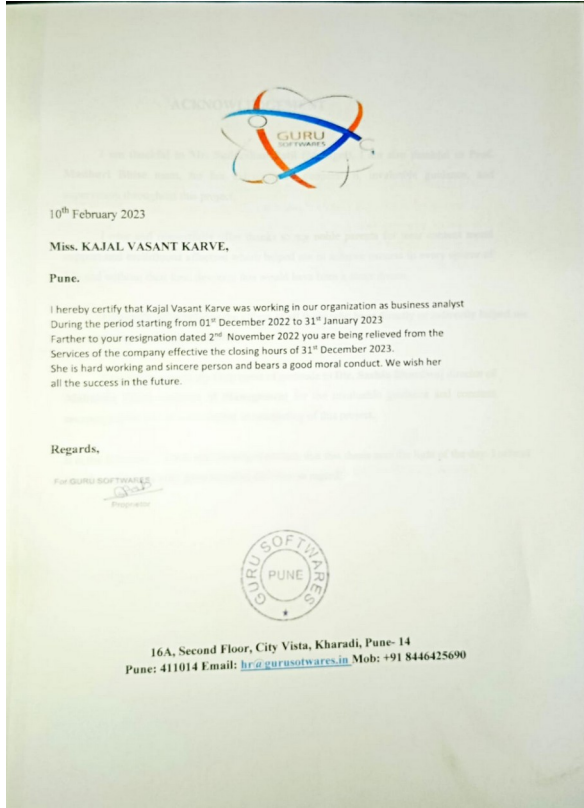 GURU
SOFTWARES
10th February 2023
Miss. KAJAL VASANT KARVE,
Pune.
I hereby certify that Kajal Vasant Karve was working in our organization as business analyst
During the period starting from 01st December 2022 to 31st January 2023
Farther to your resignation dated 2nd November 2022 you are being relieved from the
Services of the company effective the closing hours of 31st December 2023.
She is hard working and sincere person and bears a good moral conduct. We wish her
all the success in the future.
Regards,
For GURU SOFTWARES
Proprietor
GURU SOFTWARES
PUNE
16A, Second Floor, City Vista, Kharadi, Pune- 14
Pune: 411014 Email: hr@gurusotwares.in Mob: +91 8446425690